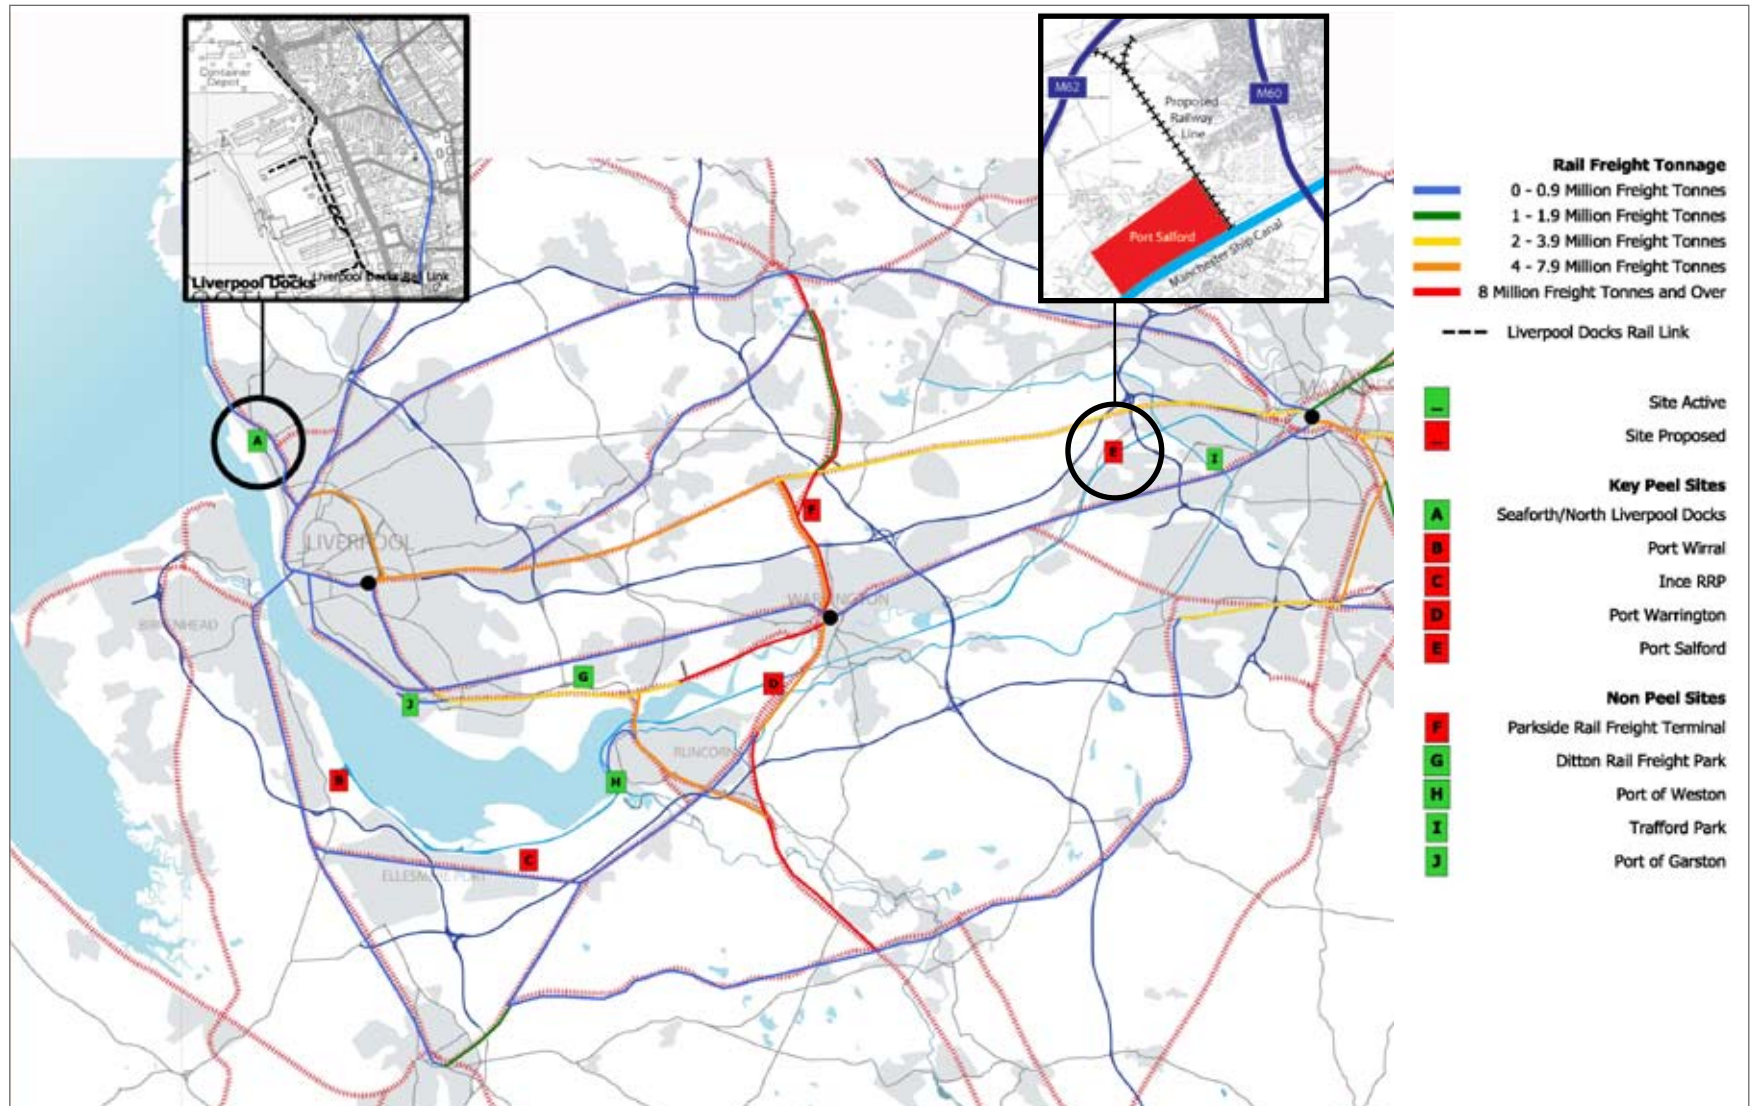 Container
Depot
Liverpool Docks
Liverpool Docks Rail Link
M62
M60
Proposed
Railway
Line
Port Salford
Manchester Ship Canal
A
E
I
F
LIVERPOOL
WARRINGTON
BIRKENHEAD
G
D
J
RUNCORN
B
H
C
ELLESMERE PORT
Rail Freight Tonnage
0 - 0.9 Million Freight Tonnes
1 - 1.9 Million Freight Tonnes
2 - 3.9 Million Freight Tonnes
4 - 7.9 Million Freight Tonnes
8 Million Freight Tonnes and Over
Liverpool Docks Rail Link
_ Site Active
_ Site Proposed
Key Peel Sites
A Seaforth/North Liverpool Docks
B Port Wirral
C Ince RRP
D Port Warrington
E Port Salford
Non Peel Sites
F Parkside Rail Freight Terminal
G Ditton Rail Freight Park
H Port of Weston
I Trafford Park
J Port of Garston